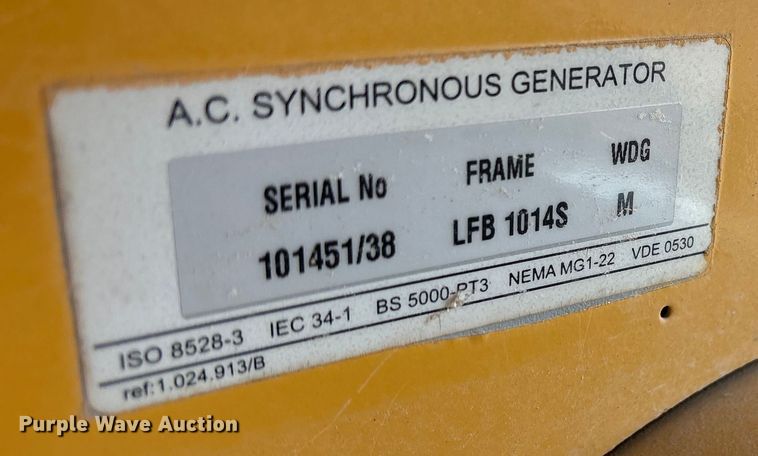 A.C. SYNCHRONOUS GENERATOR
SERIAL No FRAME WDG
101451/38 LFB 1014S M
ISO 8528-3 IEC 34-1 BS 5000-PT3 NEMA MG1-22 VDE 0530
ref:1.024.913/B
Purple Wave Auction